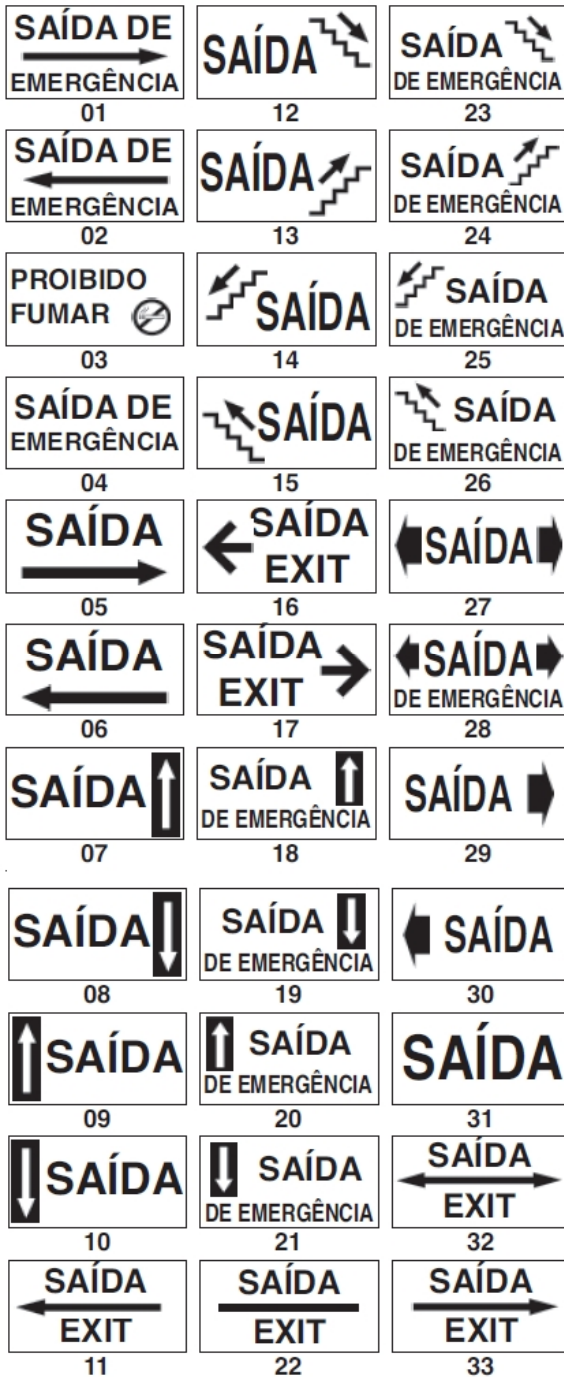 SAÍDA DE
EMERGÊNCIA
01
SAÍDA
12
SAÍDA
DE EMERGÊNCIA
23
SAÍDA DE
EMERGÊNCIA
02
SAÍDA
13
SAÍDA
DE EMERGÊNCIA
24
PROIBIDO
FUMAR
03
SAÍDA
14
SAÍDA
DE EMERGÊNCIA
25
SAÍDA DE
EMERGÊNCIA
04
SAÍDA
15
SAÍDA
DE EMERGÊNCIA
26
SAÍDA
05
SAÍDA
EXIT
16
SAÍDA
27
SAÍDA
06
SAÍDA
EXIT
17
SAÍDA
DE EMERGÊNCIA
28
SAÍDA
07
SAÍDA
DE EMERGÊNCIA
18
SAÍDA
29
SAÍDA
08
SAÍDA
DE EMERGÊNCIA
19
SAÍDA
30
SAÍDA
09
SAÍDA
DE EMERGÊNCIA
20
SAÍDA
31
SAÍDA
10
SAÍDA
DE EMERGÊNCIA
21
SAÍDA
EXIT
32
SAÍDA
EXIT
11
SAÍDA
EXIT
22
SAÍDA
EXIT
33